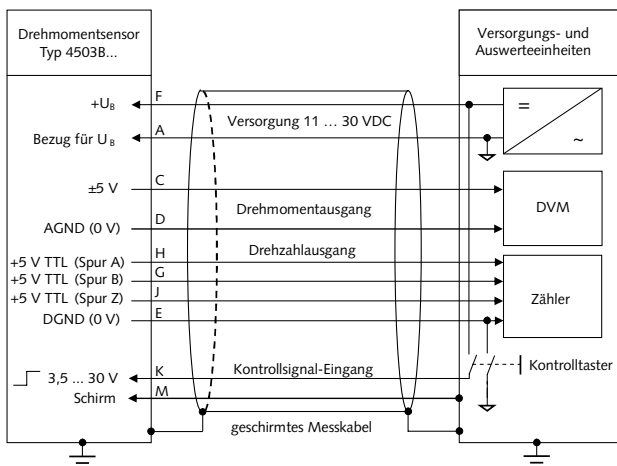 Drehmomentsensor
Typ 4503B...
Versorgungs- und
Auswerteeinheiten
+UB
F
Versorgung 11 ... 30 VDC
=
~
Bezug für UB
A
±5 V
C
Drehmomentausgang
DVM
AGND (0 V)
D
Drehzahlausgang
+5 V TTL (Spur A)
H
+5 V TTL (Spur B)
G
+5 V TTL (Spur Z)
J
Zähler
DGND (0 V)
E
3,5 ... 30 V
K
Kontrollsignal-Eingang
Kontrolltaster
Schirm
M
geschirmtes Messkabel